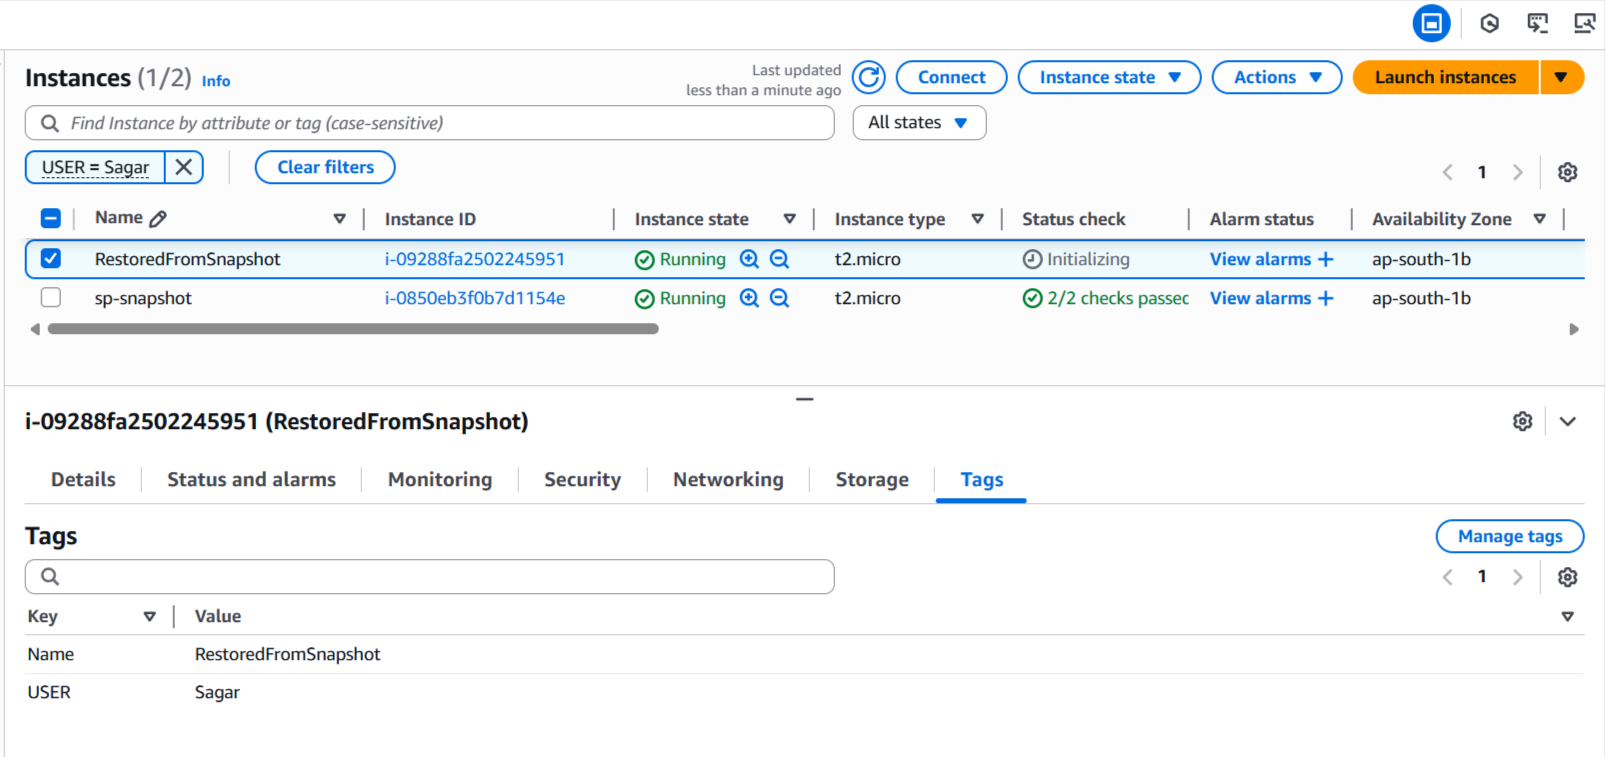 Instances (1/2) Info
Last updated
less than a minute ago
Connect
Instance state
Actions
Launch instances
Find Instance by attribute or tag (case-sensitive)
All states
USER = Sagar
Clear filters
1
Name Instance ID Instance state Instance type Status check Alarm status Availability Zone
RestoredFromSnapshot i-09288fa2502245951 Running t2.micro Initializing View alarms + ap-south-1b
sp-snapshot i-0850eb3f0b7d1154e Running t2.micro 2/2 checks passec View alarms + ap-south-1b
i-09288fa2502245951 (RestoredFromSnapshot)
Details Status and alarms Monitoring Security Networking Storage Tags
Tags
Manage tags
1
Key Value
Name RestoredFromSnapshot
USER Sagar